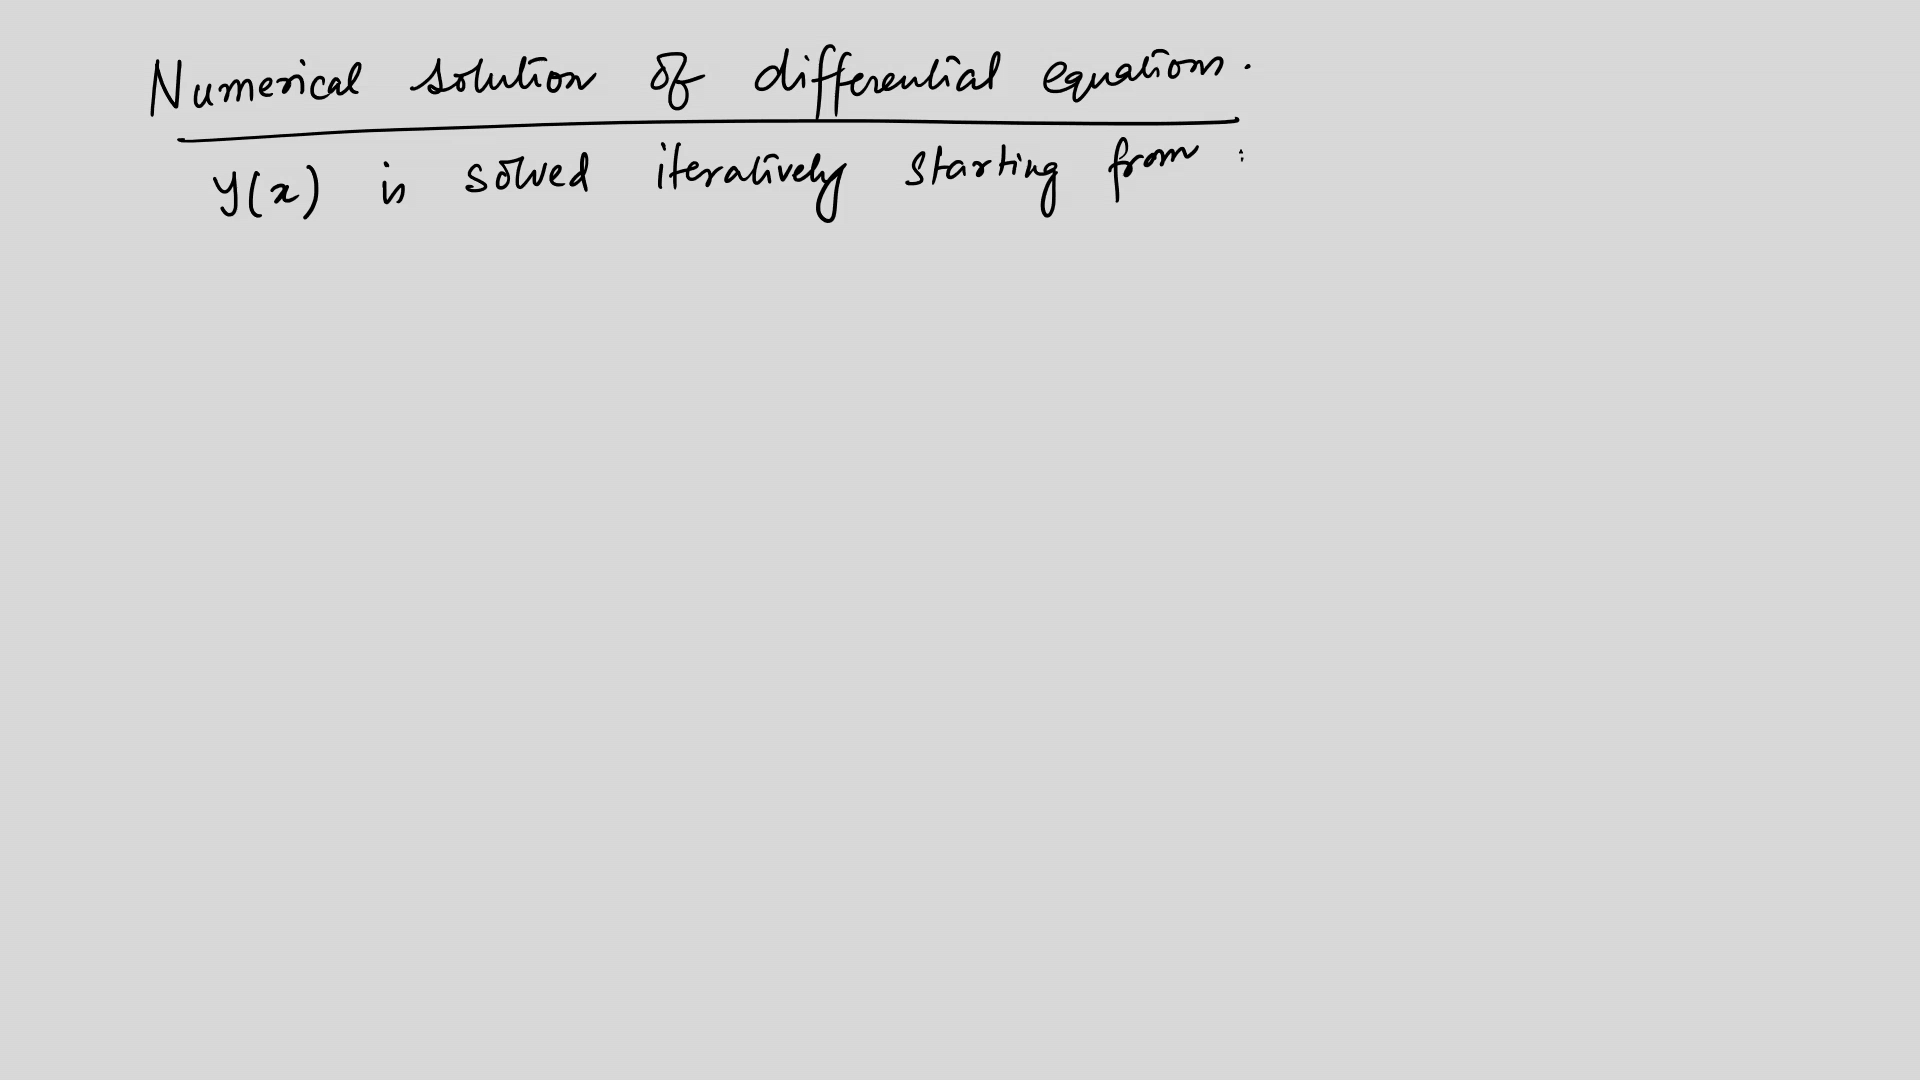 Numerical solution of differential equations.
y(x) is solved iteratively starting from :